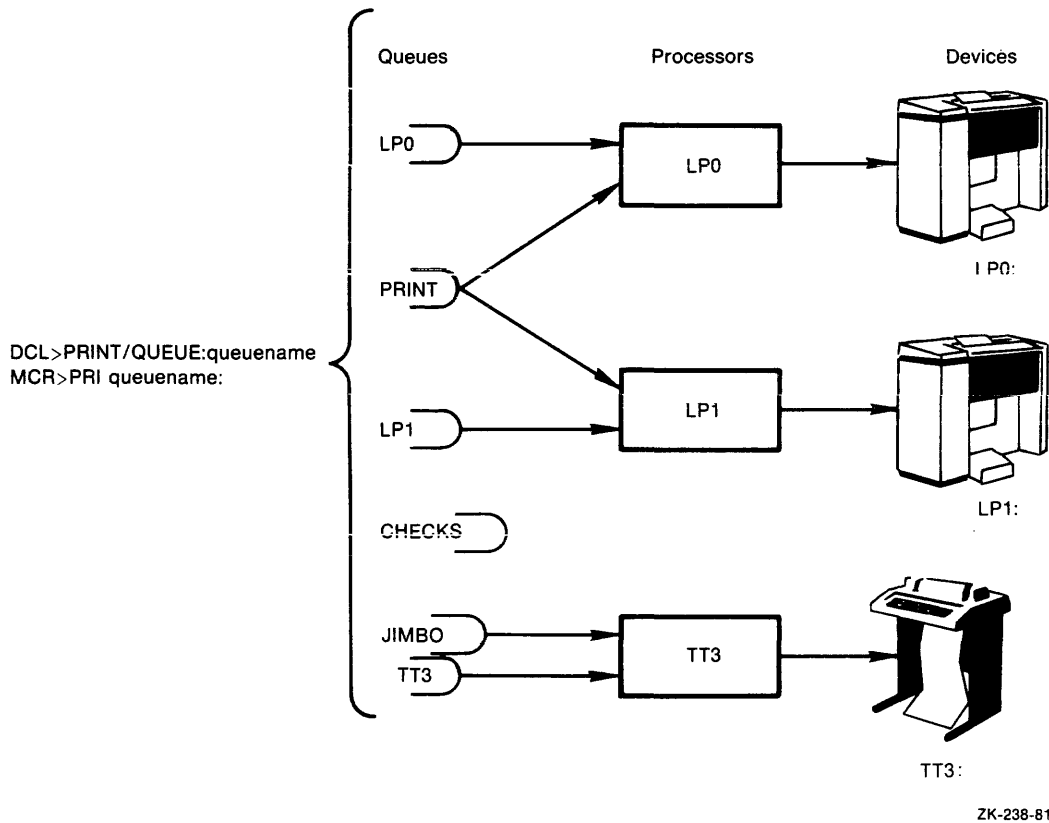 Queues Processors Devices
LP0
LP0
LP0:
PRINT
DCL>PRINT/QUEUE:queuename
MCR>PRI queuename:
LP1
LP1
LP1:
CHECKS
JIMBO
TT3
TT3
TT3:
ZK-238-81